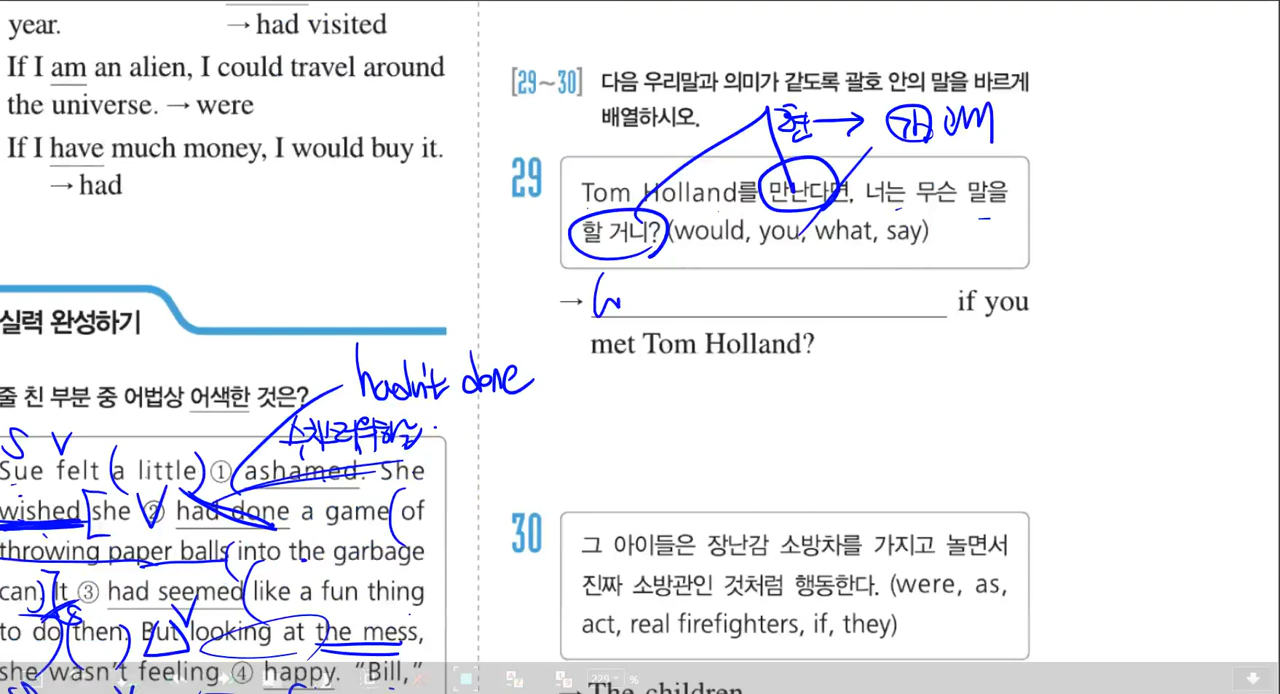 year.
→ had visited
If I am an alien, I could travel around
the universe. → were
If I have much money, I would buy it.
→ had
실력 완성하기
줄 친 부분 중 어법상 어색한 것은?
hadn't done
수치스러워하는
S V
Sue felt (a little) ① ashamed. She
wished [she ② had done a game (of
throwing paper balls (into the garbage
can.] It ③ had seemed (like a fun thing
to do) (then.) But looking at the mess,
she wasn't feeling ④ happy. “Bill,”
[29~30] 다음 우리말과 의미가 같도록 괄호 안의 말을 바르게
배열하시오.
현 → 과
29
Tom Holland를 만난다면, 너는 무슨 말을
할 거니? (would, you, what, say)
→ if you
met Tom Holland?
30
그 아이들은 장난감 소방차를 가지고 놀면서
진짜 소방관인 것처럼 행동한다. (were, as,
act, real firefighters, if, they)
→ The children